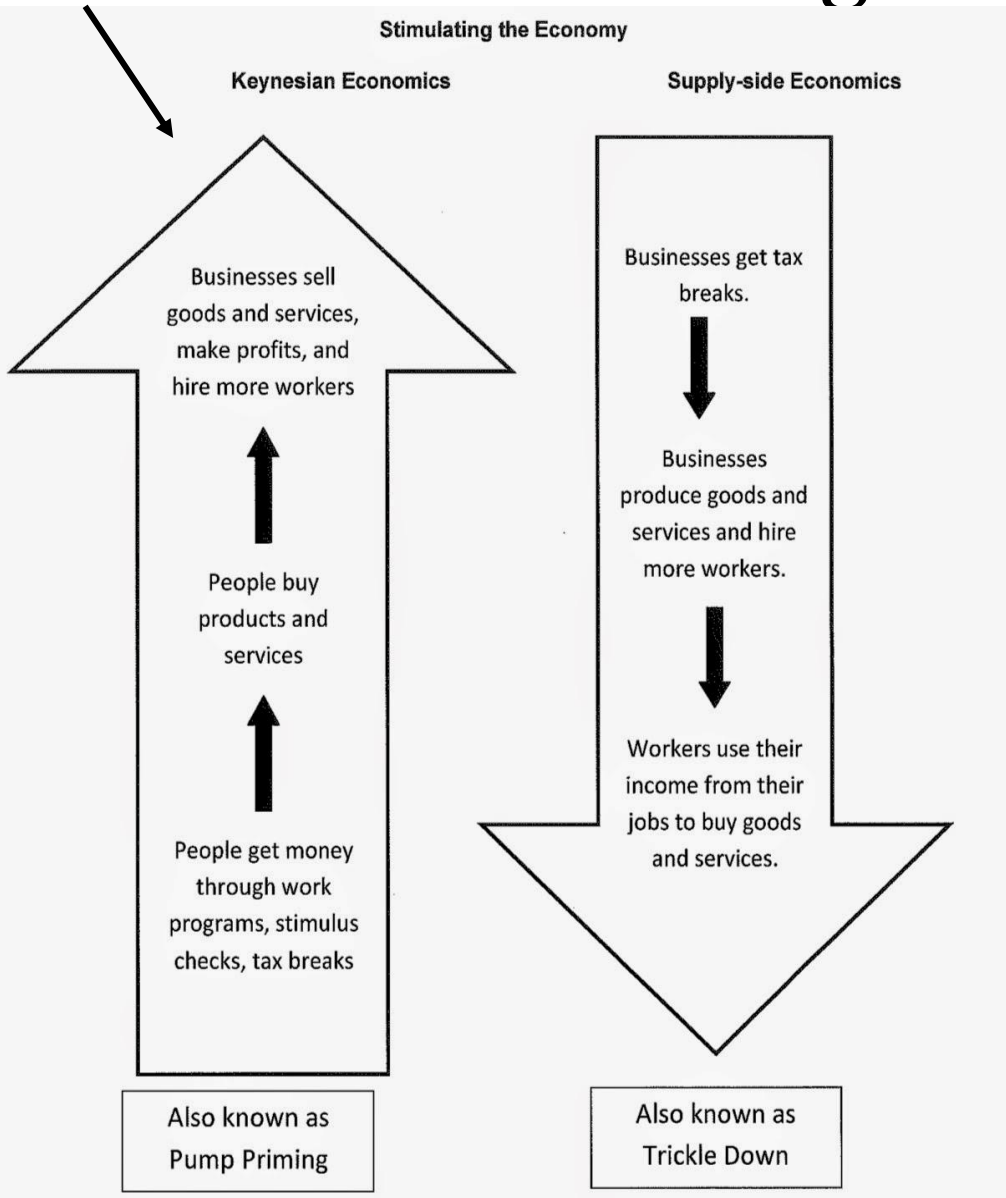 Stimulating the Economy
Keynesian Economics
Businesses sell
goods and services,
make profits, and
hire more workers
People buy
products and
services
People get money
through work
programs, stimulus
checks, tax breaks
Also known as
Pump Priming
Supply-side Economics
Businesses get tax
breaks.
Businesses
produce goods and
services and hire
more workers.
Workers use their
income from their
jobs to buy goods
and services.
Also known as
Trickle Down